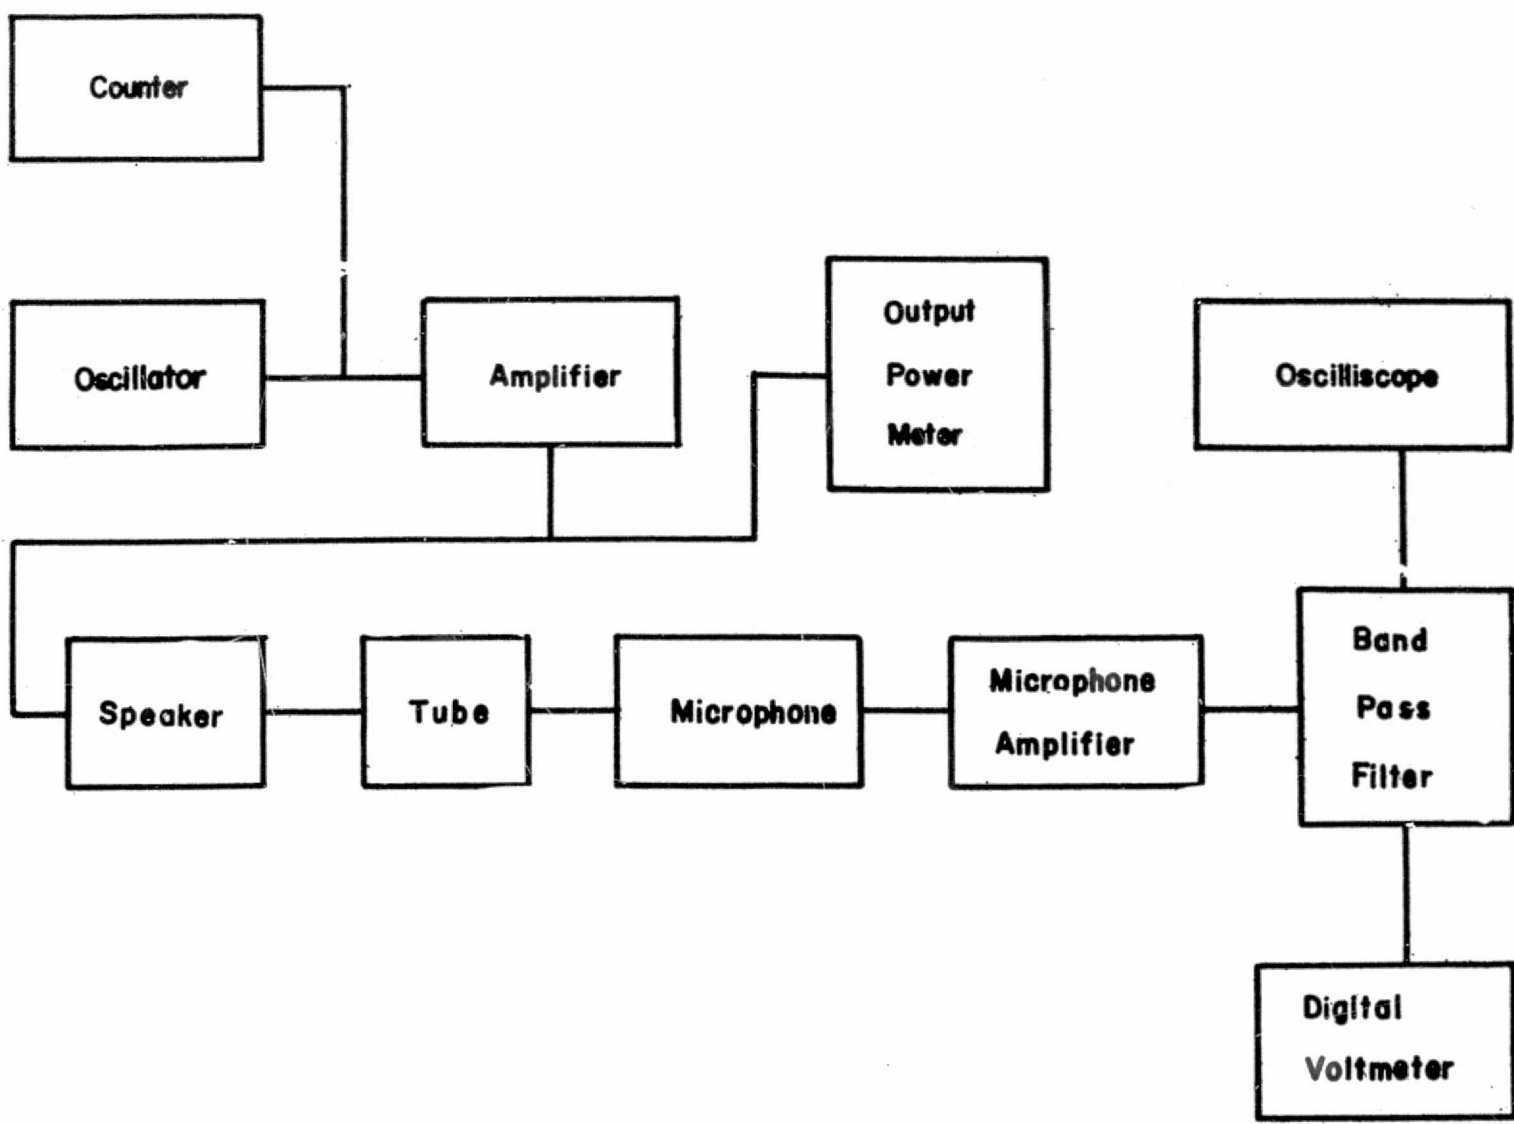 Counter
Oscillator
Amplifier
Output
Power
Meter
Oscilliscope
Speaker
Tube
Microphone
Microphone
Amplifier
Band
Pass
Filter
Digital
Voltmeter